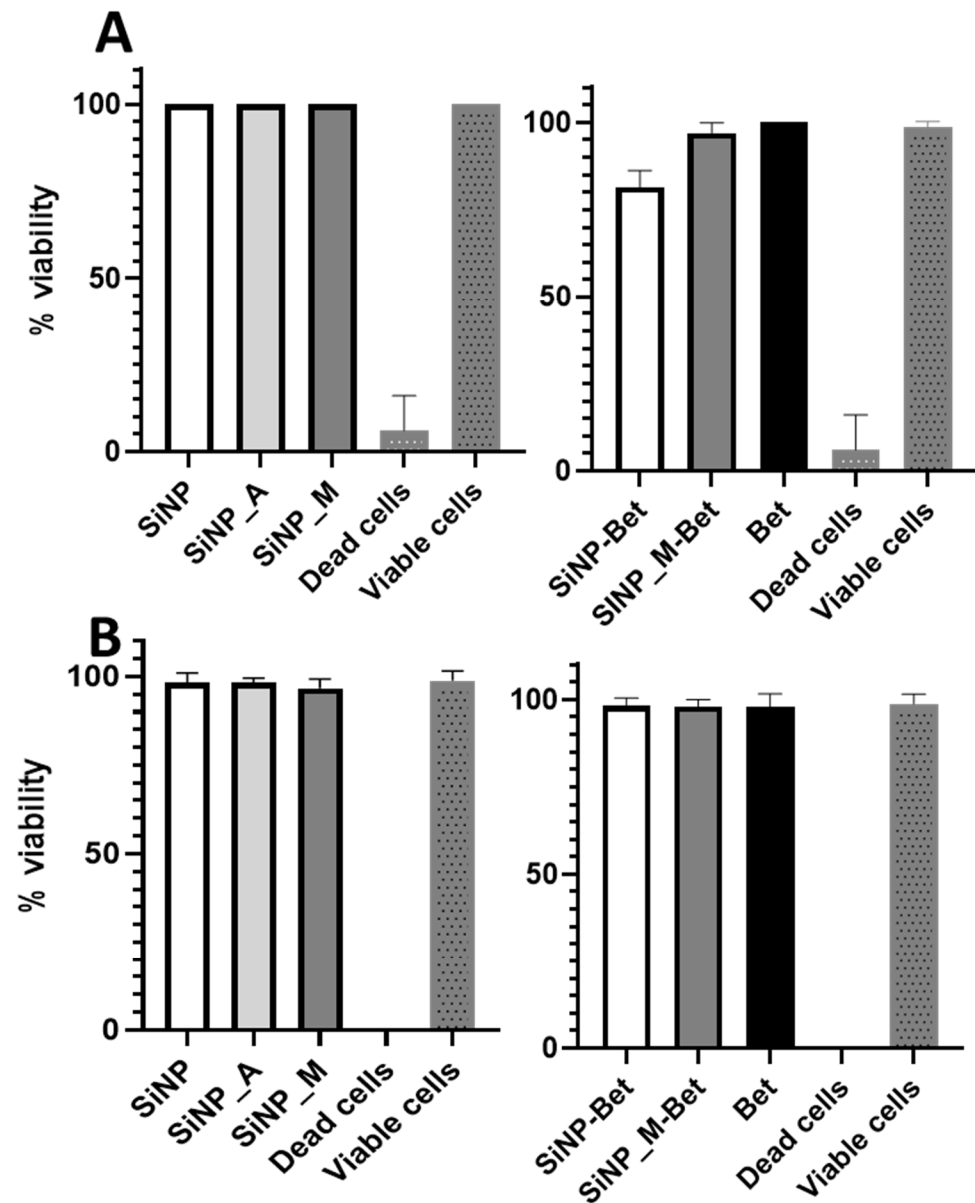 A
% viability
100
50
0
SiNP
SiNP_A
SiNP_M
Dead cells
Viable cells
100
50
0
SiNP-Bet
SINP_M-Bet
Bet
Dead cells
Viable cells
B
% viability
100
50
0
SiNP
SiNP_A
SiNP_M
Dead cells
Viable cells
100
50
0
SiNP-Bet
SiNP_M-Bet
Bet
Dead cells
Viable cells